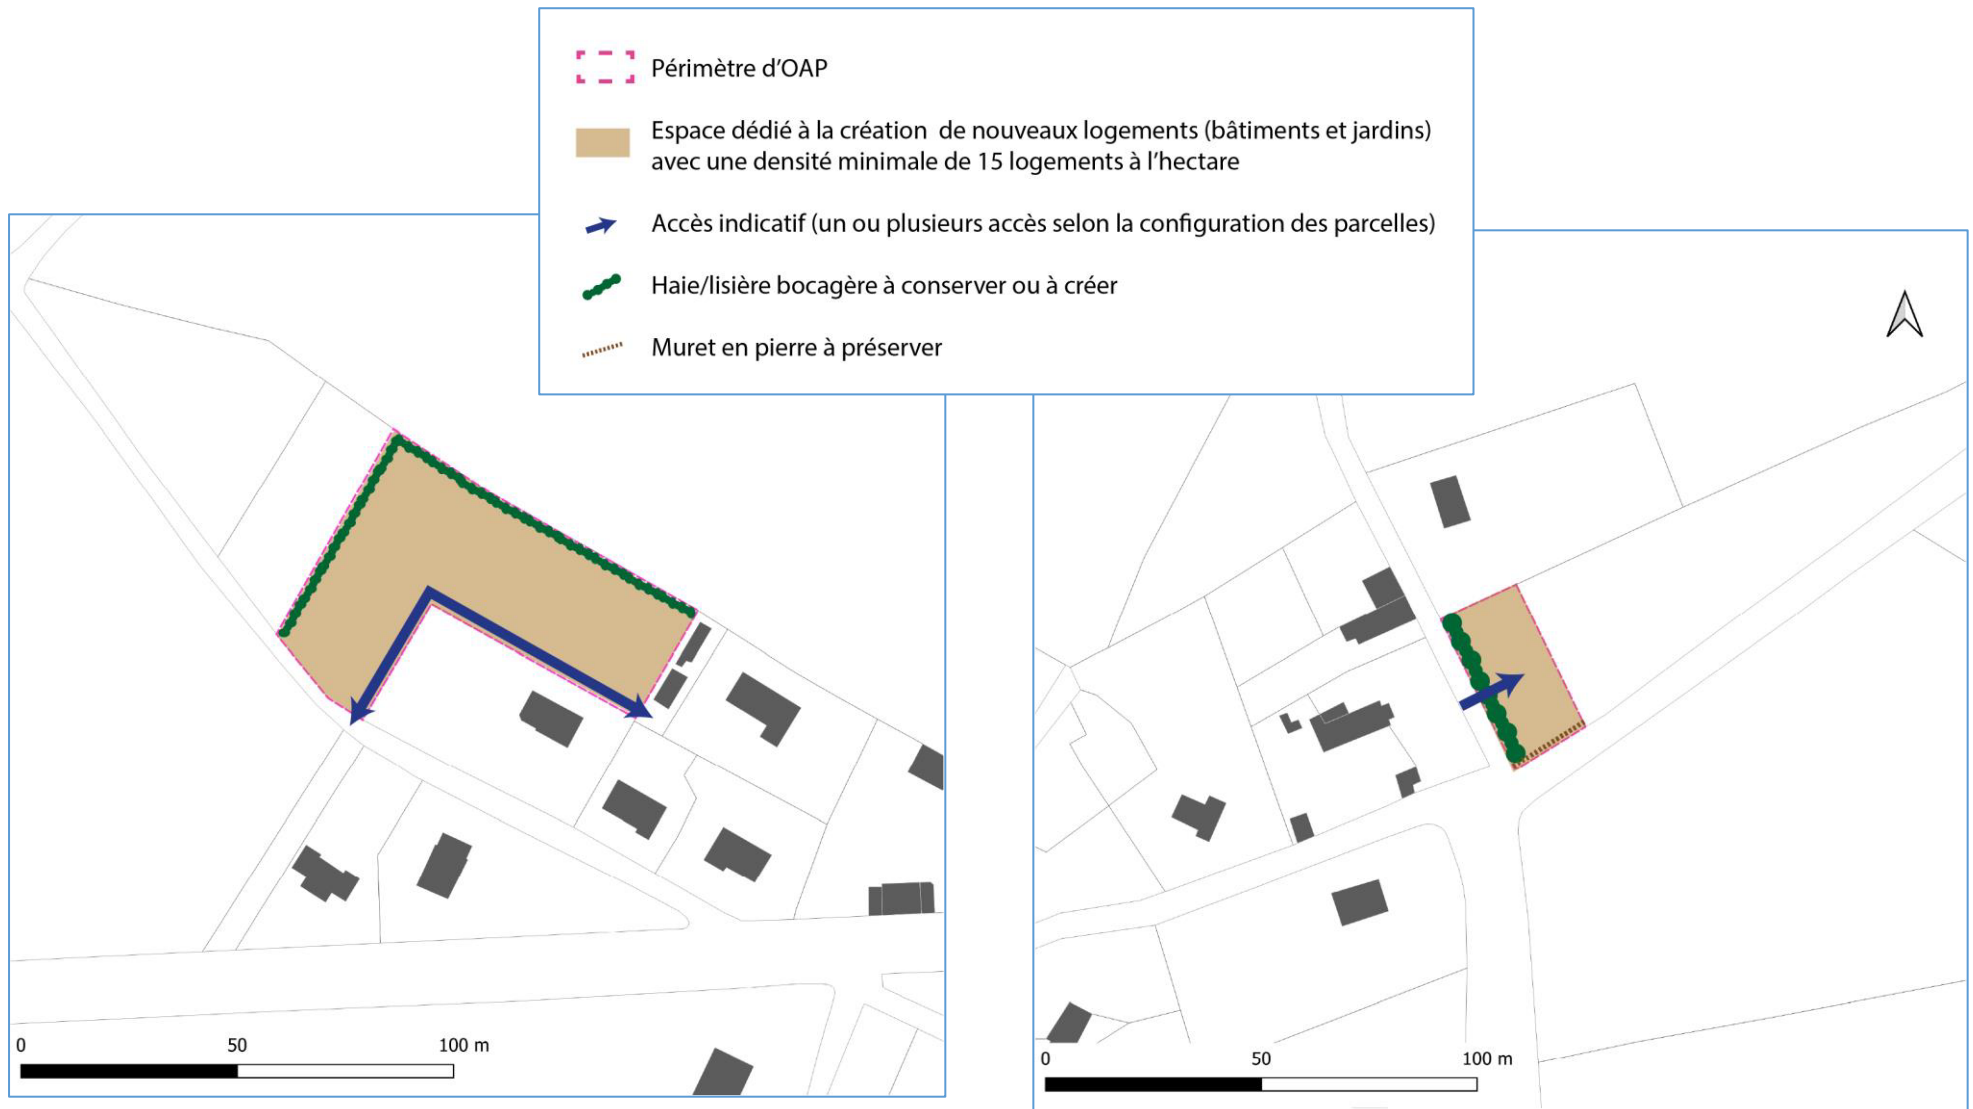 Périmètre d’OAP
Espace dédié à la création de nouveaux logements (bâtiments et jardins)
avec une densité minimale de 15 logements à l’hectare
Accès indicatif (un ou plusieurs accès selon la configuration des parcelles)
Haie/lisière bocagère à conserver ou à créer
Muret en pierre à préserver
0 50 100 m
0 50 100 m